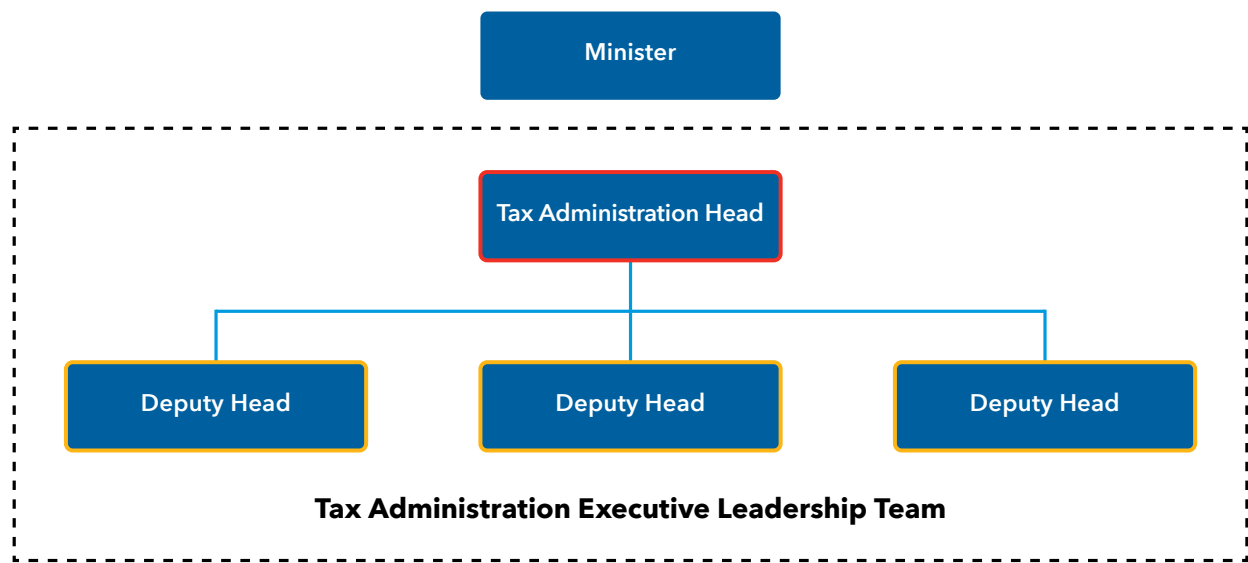 Minister
Tax Administration Head
Deputy Head
Deputy Head
Deputy Head
Tax Administration Executive Leadership Team